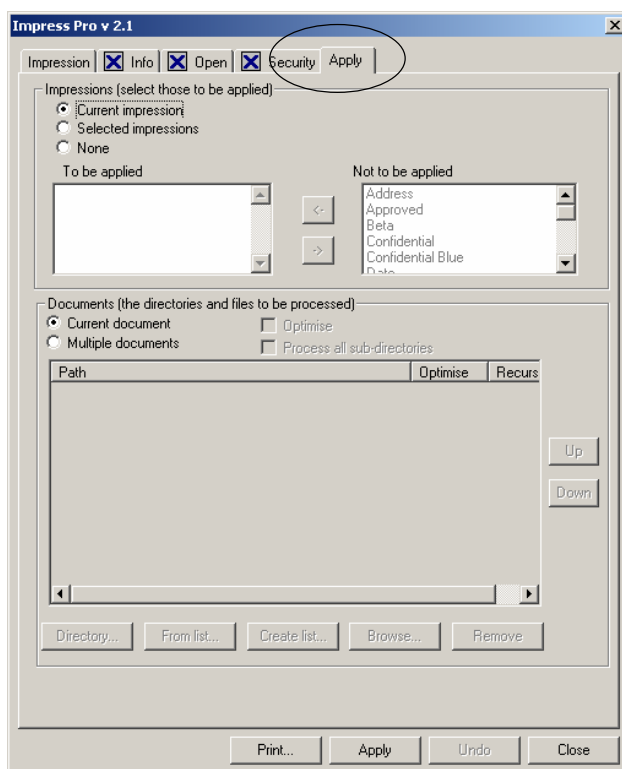 Impress Pro v 2.1
Impression Info Open Security Apply
Impressions (select those to be applied)
Current impression
Selected impressions
None
To be applied Not to be applied
Address
Approved
Beta
Confidential
Confidential Blue
Date
<- ->
Documents (the directories and files to be processed)
Current document Optimise
Multiple documents Process all sub-directories
Path Optimise Recurs
Up
Down
Directory... From list... Create list... Browse... Remove
Print... Apply Undo Close